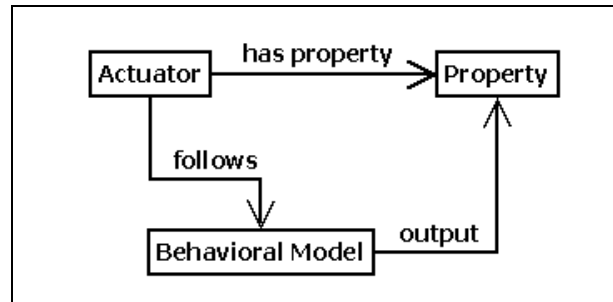 has property
Actuator
Property
follows
Behavioral Model
output